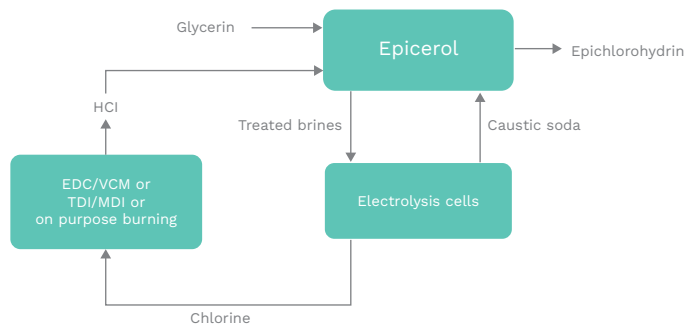 Glycerin
Epicerol
Epichlorohydrin
HCl
Treated brines
Caustic soda
EDC/VCM or
TDI/MDI or
on purpose burning
Electrolysis cells
Chlorine